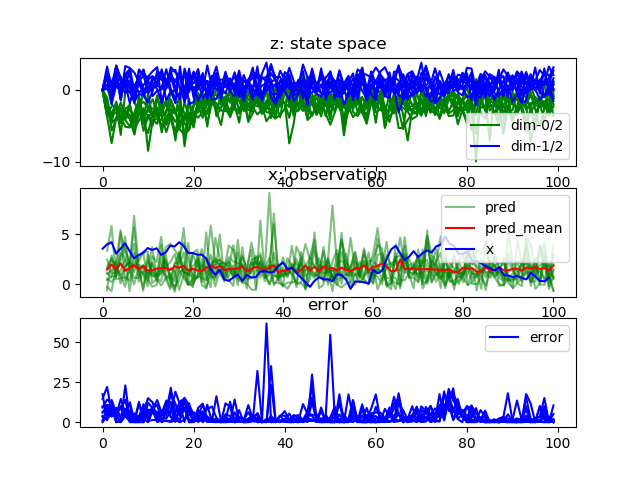 z: state space
0
−10
dim-0/2
dim-1/2
0 20 40 60 80 100
x: observation
5
0
pred
pred_mean
x
0 20 40 60 80 100
error
50
25
0
error
0 20 40 60 80 100